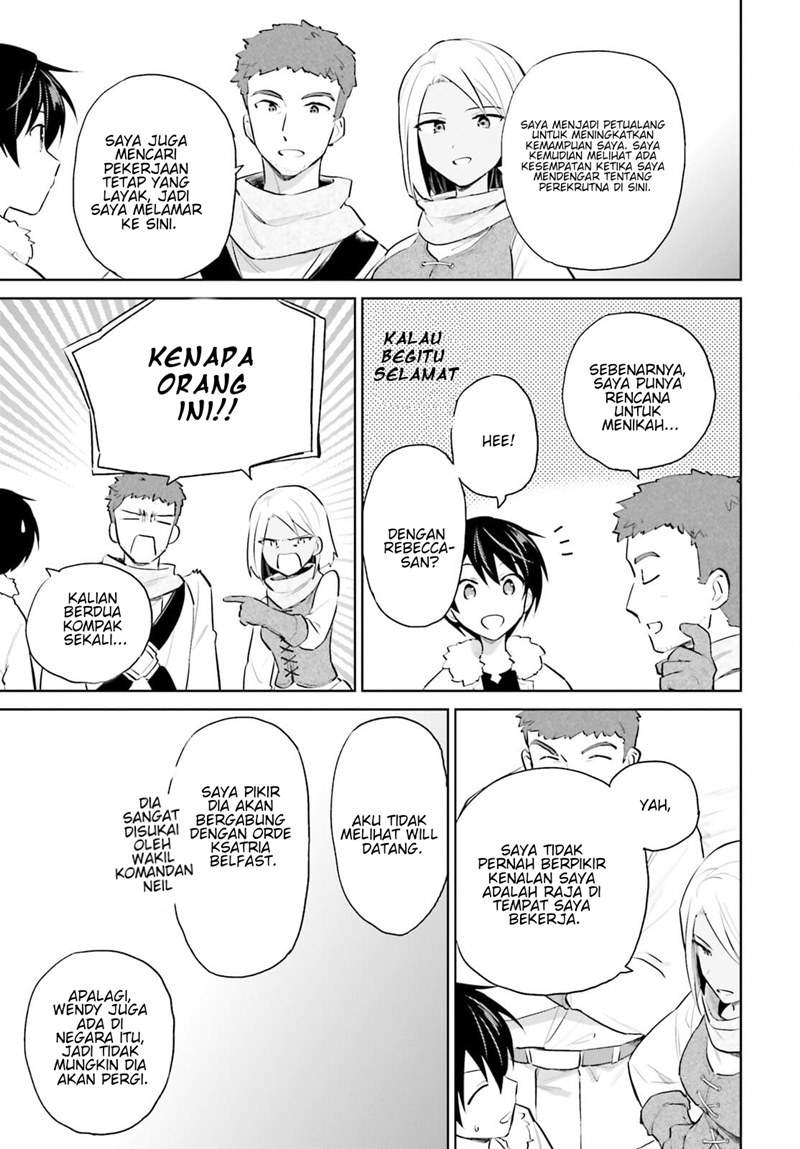 SAYA MENJADI PETUALANG
UNTUK MENINGKATKAN
KEMAMPUAN SAYA. SAYA
KEMUDIAN MELIHAT ADA
KESEMPATAN KETIKA SAYA
MENDENGAR TENTANG
PEREKRUTNA DI SINI.
SAYA JUGA
MENCARI
PEKERJAAN
TETAP YANG
LAYAK, JADI
SAYA MELAMAR
KE SINI.
SEBENARNYA,
SAYA PUNYA
RENCANA
UNTUK
MENIKAH...
KALAU
BEGITU
SELAMAT
HEE!
DENGAN
REBECCA-
SAN?
KENAPA
ORANG
INI!!
KALIAN
BERDUA
KOMPAK
SEKALI...
YAH,
SAYA TIDAK
PERNAH BERPIKIR
KENALAN SAYA
ADALAH RAJA DI
TEMPAT SAYA
BEKERJA.
AKU TIDAK
MELIHAT WILL
DATANG.
SAYA PIKIR
DIA AKAN
BERGABUNG
DENGAN ORDE
KSATRIA
BELFAST.
DIA
SANGAT
DISUKAI
OLEH
WAKIL
KOMANDAN
NEIL
APALAGI,
WENDY JUGA
ADA DI
NEGARA ITU,
JADI TIDAK
MUNGKIN DIA
AKAN PERGI.